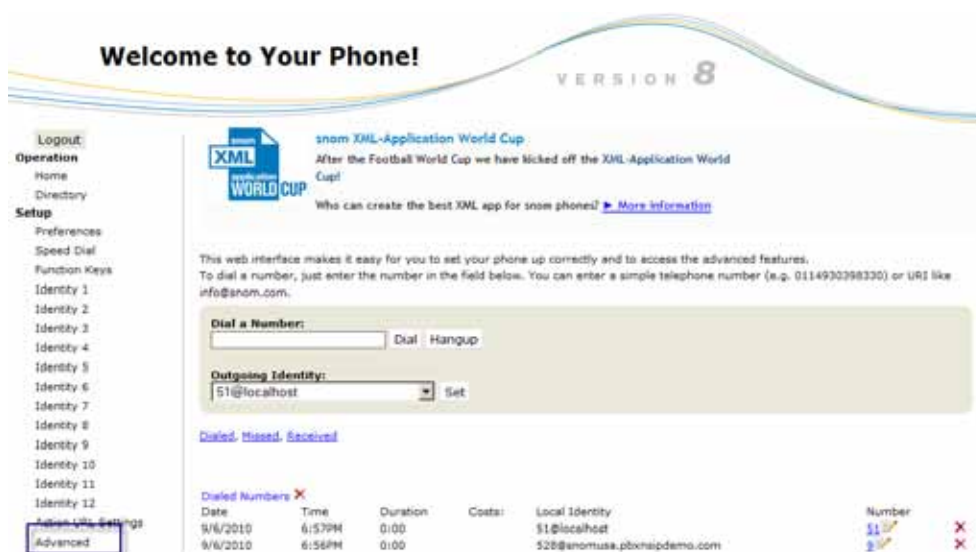 Welcome to Your Phone!
VERSION 8
Logout
Operation
Home
Directory
Setup
Preferences
Speed Dial
Function Keys
Identity 1
Identity 2
Identity 3
Identity 4
Identity 5
Identity 6
Identity 7
Identity 8
Identity 9
Identity 10
Identity 11
Identity 12
Action URL Settings
Advanced
snom
XML
application
WORLD CUP
snom XML-Application World Cup
After the Football World Cup we have kicked off the XML-Application World
Cup!
Who can create the best XML app for snom phones? ► More information
This web interface makes it easy for you to set your phone up correctly and to access the advanced features.
To dial a number, just enter the number in the field below. You can enter a simple telephone number (e.g. 0114930398330) or URI like
info@snom.com.
Dial a Number:
Dial Hangup
Outgoing Identity:
51@localhost Set
Dialed, Missed, Received
Dialed Numbers
Date Time Duration Costs: Local Identity Number
9/6/2010 6:57PM 0:00 51@localhost 51
9/6/2010 6:56PM 0:00 528@snomusa.pbxnsipdemo.com 9